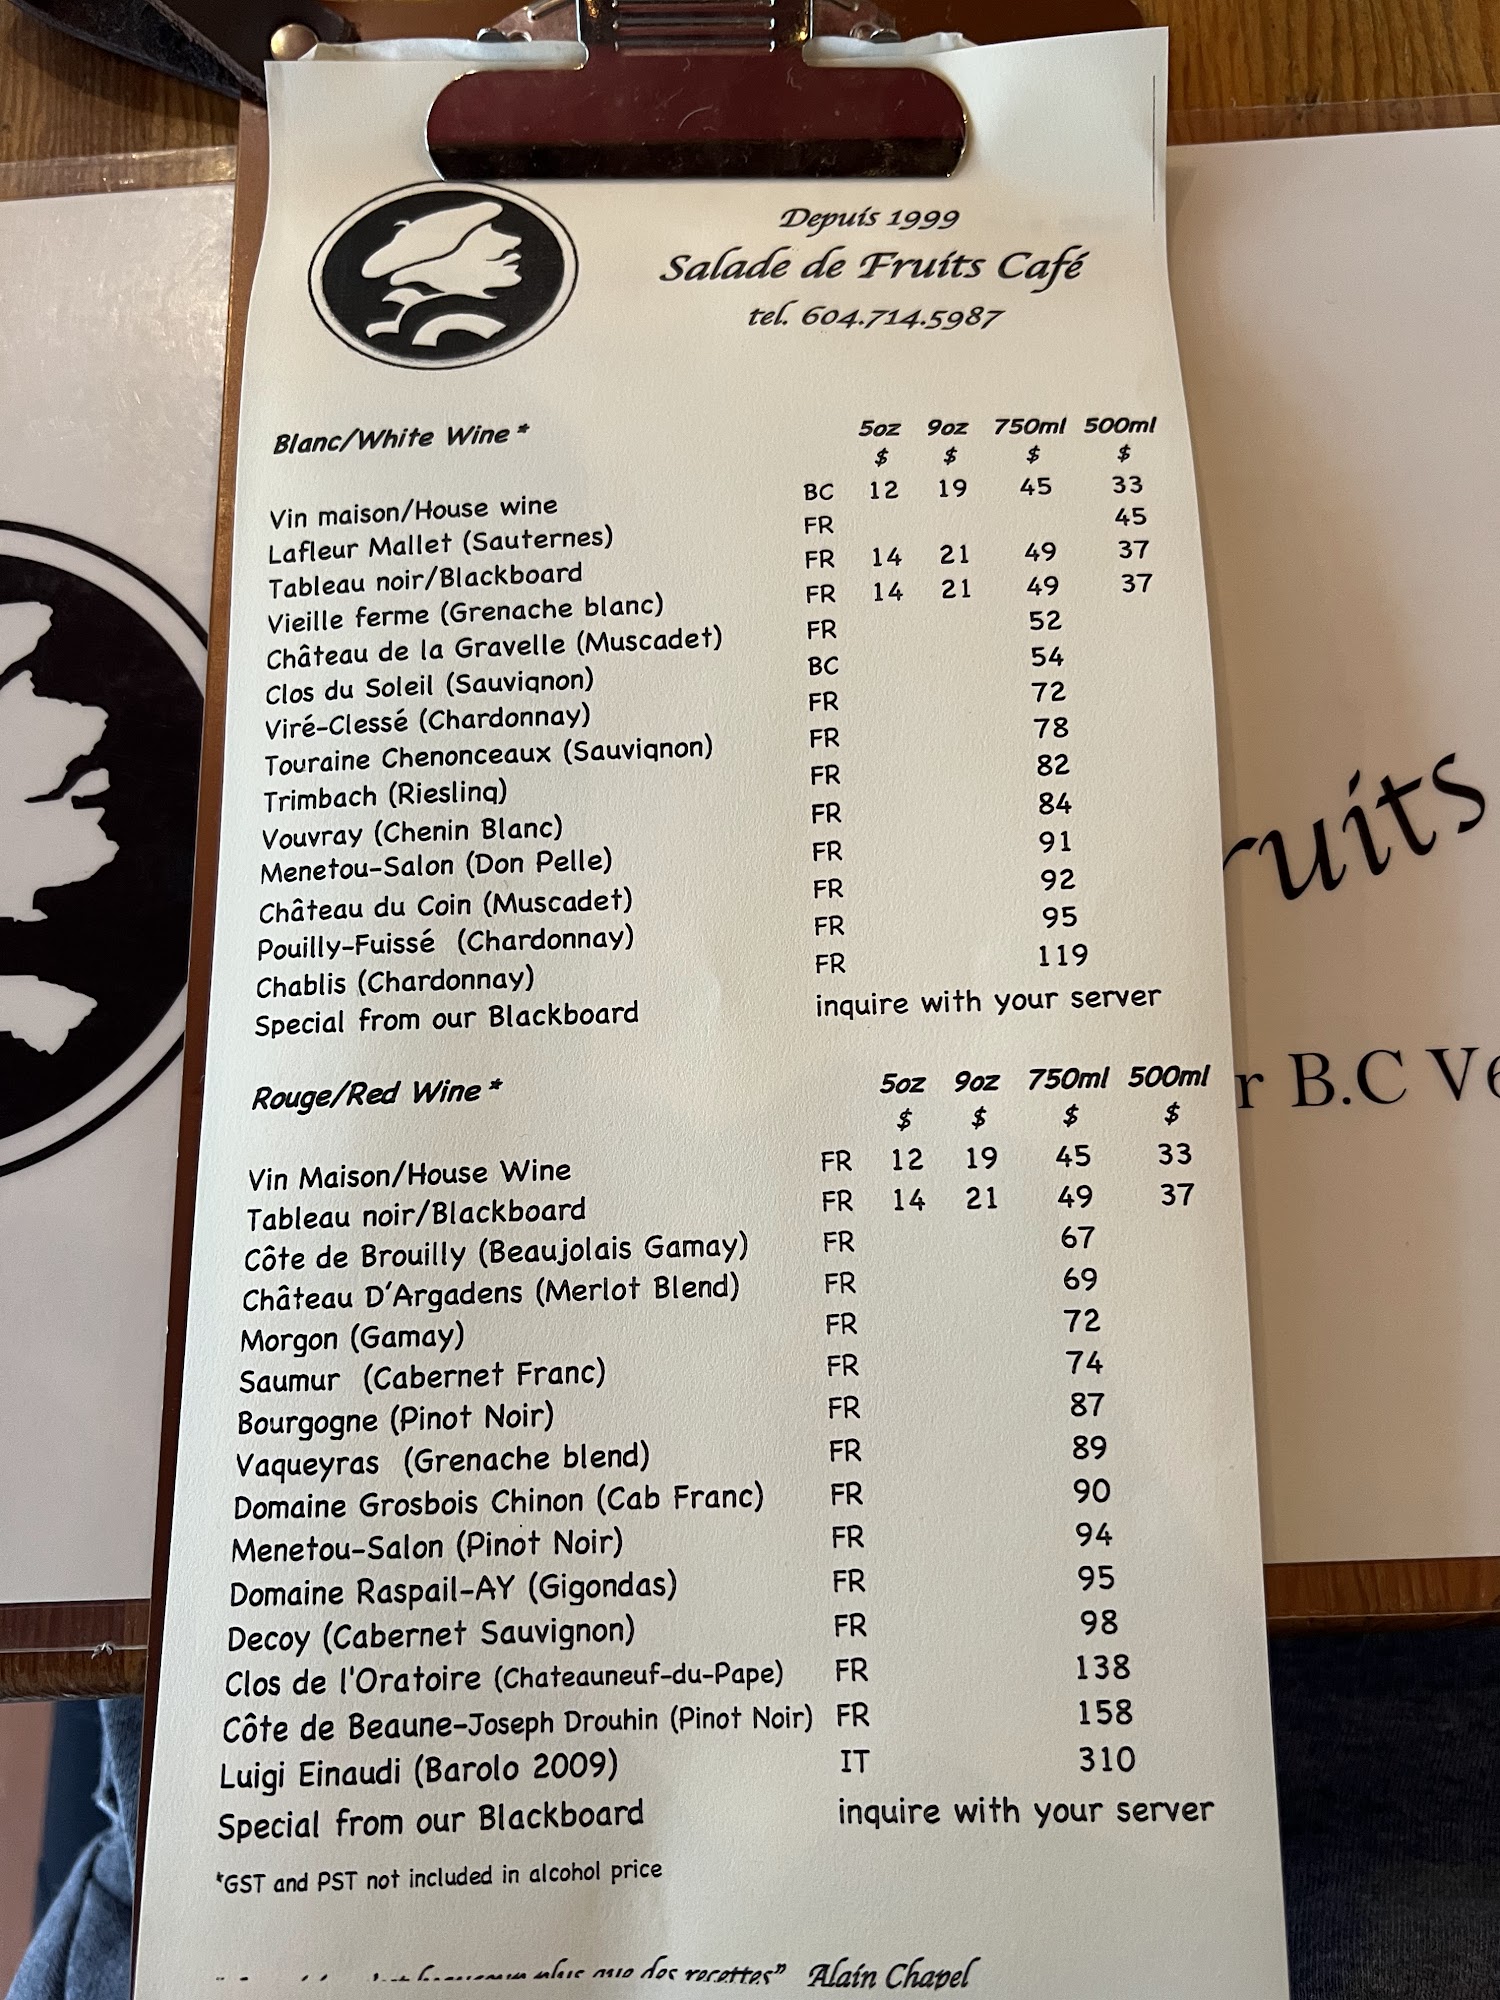 Depuis 1999
Salade de Fruits Café
tel. 604.714.5987
Blanc/White Wine * 5oz 9oz 750ml 500ml
$ $ $ $
Vin maison/House wine BC 12 19 45 33
Lafleur Mallet (Sauternes) FR 45
Tableau noir/Blackboard FR 14 21 49 37
Vieille ferme (Grenache blanc) FR 14 21 49 37
Château de la Gravelle (Muscadet) FR 52
Clos du Soleil (Sauvignon) BC 54
Viré-Clessé (Chardonnay) FR 72
Touraine Chenonceaux (Sauvignon) FR 78
Trimbach (Riesling) FR 82
Vouvray (Chenin Blanc) FR 84
Menetou-Salon (Don Pelle) FR 91
Château du Coin (Muscadet) FR 92
Pouilly-Fuissé (Chardonnay) FR 95
Chablis (Chardonnay) FR 119
Special from our Blackboard inquire with your server
Rouge/Red Wine * 5oz 9oz 750ml 500ml
$ $ $ $
Vin Maison/House Wine FR 12 19 45 33
Tableau noir/Blackboard FR 14 21 49 37
Côte de Brouilly (Beaujolais Gamay) FR 67
Château D'Argadens (Merlot Blend) FR 69
Morgon (Gamay) FR 72
Saumur (Cabernet Franc) FR 74
Bourgogne (Pinot Noir) FR 87
Vaqueyras (Grenache blend) FR 89
Domaine Grosbois Chinon (Cab Franc) FR 90
Menetou-Salon (Pinot Noir) FR 94
Domaine Raspail-AY (Gigondas) FR 95
Decoy (Cabernet Sauvignon) FR 98
Clos de l'Oratoire (Chateauneuf-du-Pape) FR 138
Côte de Beaune-Joseph Drouhin (Pinot Noir) FR 158
Luigi Einaudi (Barolo 2009) IT 310
Special from our Blackboard inquire with your server
*GST and PST not included in alcohol price
beaucoup plus que des recettes" Alain Chapel
ruits
r B.C V6